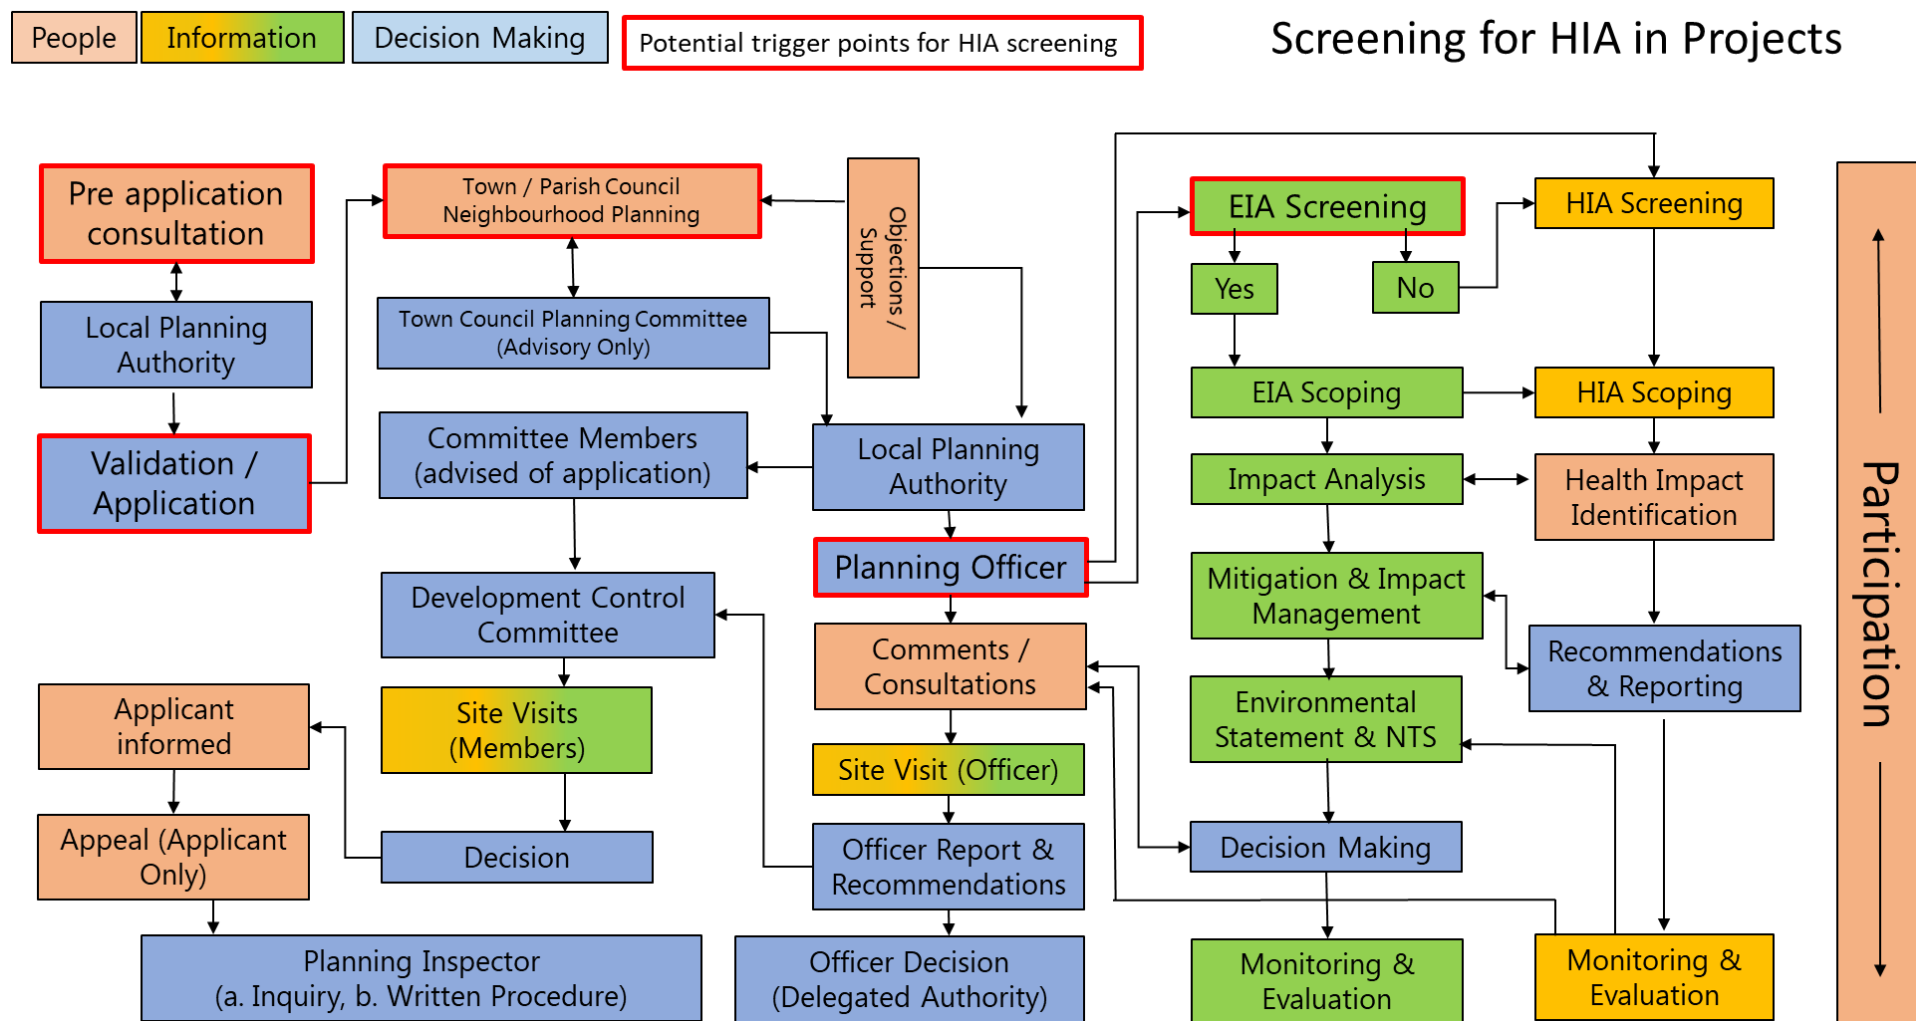 People
Information
Decision Making
Potential trigger points for HIA screening
Screening for HIA in Projects
Pre application
consultation
Local Planning
Authority
Validation /
Application
Town / Parish Council
Neighbourhood Planning
Town Council Planning Committee
(Advisory Only)
Objections /
Suppport
Committee Members
(advised of application)
Local Planning
Authority
Planning Officer
Development Control
Committee
Comments /
Consultations
Site Visits
(Members)
Site Visit (Officer)
Applicant
informed
Appeal (Applicant
Only)
Decision
Officer Report &
Recommendations
Planning Inspector
(a. Inquiry, b. Written Procedure)
Officer Decision
(Delegated Authority)
EIA Screening
Yes
No
HIA Screening
EIA Scoping
HIA Scoping
Impact Analysis
Health Impact
Identification
Mitigation & Impact
Management
Recommendations
& Reporting
Environmental
Statement & NTS
Decision Making
Monitoring &
Evaluation
Monitoring &
Evaluation
Participation